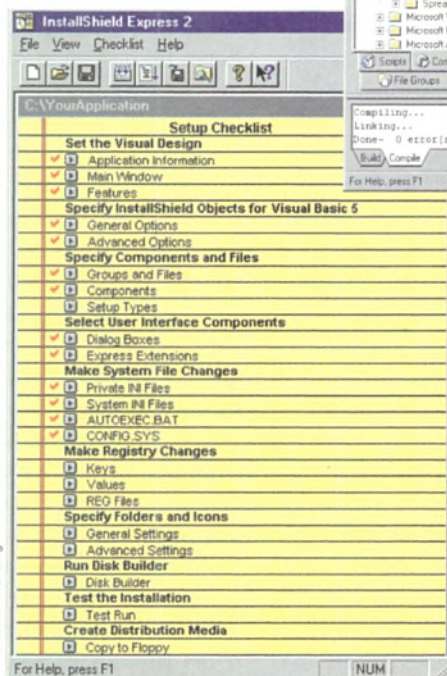 InstallShield Express 2
File View Checklist Help
C:\YourApplication
Setup Checklist
Set the Visual Design
Application Information
Main Window
Features
Specify InstallShield Objects for Visual Basic 5
General Options
Advanced Options
Specify Components and Files
Groups and Files
Components
Setup Types
Select User Interface Components
Dialog Boxes
Express Extensions
Make System File Changes
Private INI Files
System INI Files
AUTOEXEC.BAT
CONFIG.SYS
Make Registry Changes
Keys
Values
REG Files
Specify Folders and Icons
General Settings
Advanced Settings
Run Disk Builder
Disk Builder
Test the Installation
Test Run
Create Distribution Media
Copy to Floppy
For Help, press F1
NUM
Microsoft
Microsoft
Microsoft
Scripts
File Groups
Compiling...
Linking...
Done- 0 error(
Build Compile
For Help, press F1